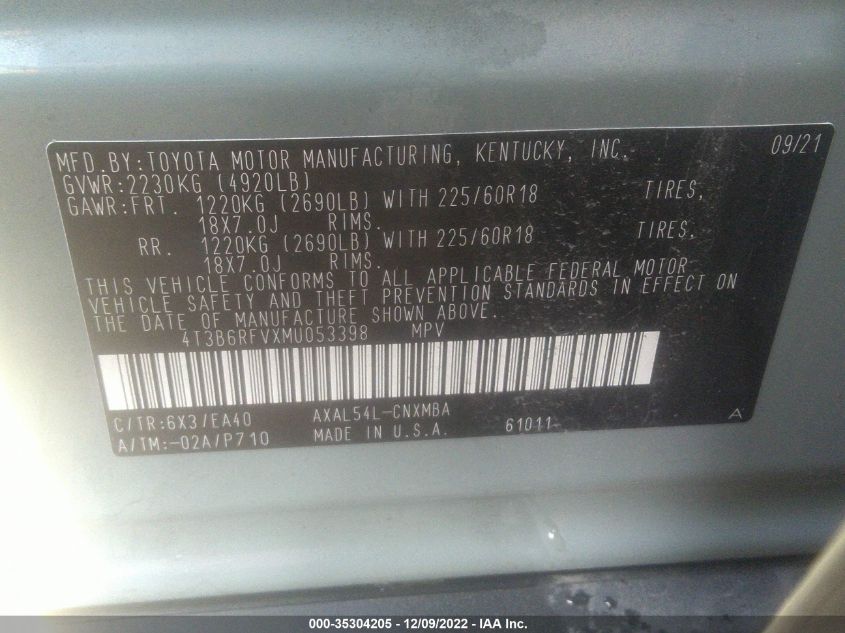 MFD.BY:TOYOTA MOTOR MANUFACTURING, KENTUCKY, INC. 09/21
GVWR:2230KG (4920LB)
GAWR:FRT. 1220KG (2690LB) WITH 225/60R18 TIRES,
18X7.0J RIMS.
RR. 1220KG (2690LB) WITH 225/60R18 TIRES,
18X7.0J RIMS.
THIS VEHICLE CONFORMS TO ALL APPLICABLE FEDERAL MOTOR
VEHICLE SAFETY AND THEFT PREVENTION STANDARDS IN EFFECT ON
THE DATE OF MANUFACTURE SHOWN ABOVE.
4T3B6RFVXMU053398 MPV
C/TR:6X3/EA40 AXAL54L-CNXMBA
A/TM:-02A/P710 MADE IN U.S.A. 61011- A
000-35304205 - 12/09/2022 - IAA Inc.